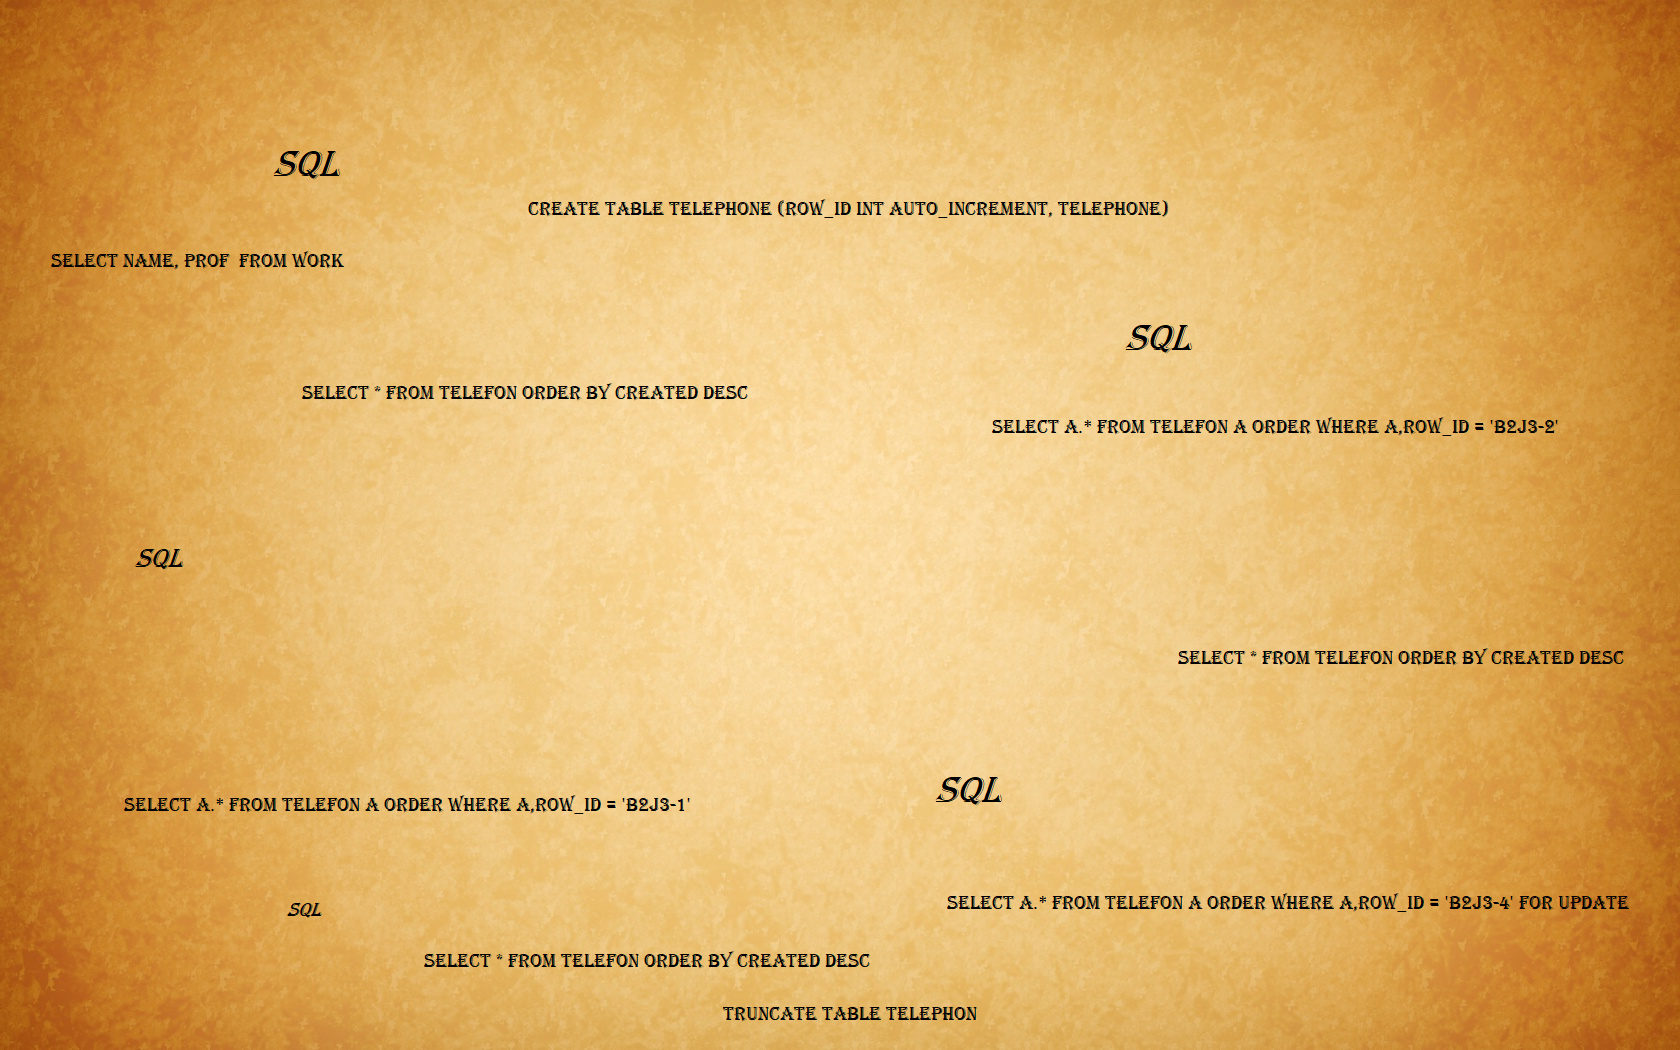 SQL
CREATE TABLE TELEPHONE (ROW_ID INT AUTO_INCREMENT, TELEPHONE)
SELECT NAME, PROF  FROM WORK
SQL
SELECT * FROM TELEFON ORDER BY CREATED DESC
SELECT A.* FROM TELEFON A ORDER WHERE A,ROW_ID = 'B2J3-2'
SQL
SELECT * FROM TELEFON ORDER BY CREATED DESC
SQL
SELECT A.* FROM TELEFON A ORDER WHERE A,ROW_ID = 'B2J3-1'
SELECT A.* FROM TELEFON A ORDER WHERE A,ROW_ID = 'B2J3-4' FOR UPDATE
SQL
SELECT * FROM TELEFON ORDER BY CREATED DESC
TRUNCATE TABLE TELEPHON